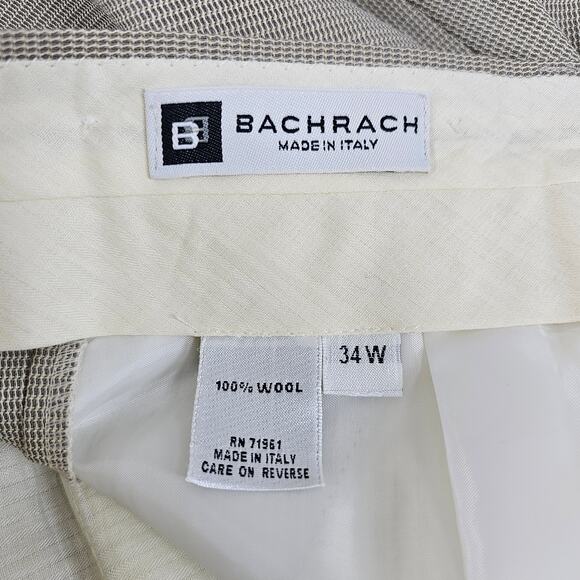 B
BACHRACH
MADE IN ITALY
34 W
100% WOOL
RN 71961
MADE IN ITALY
CARE ON REVERSE